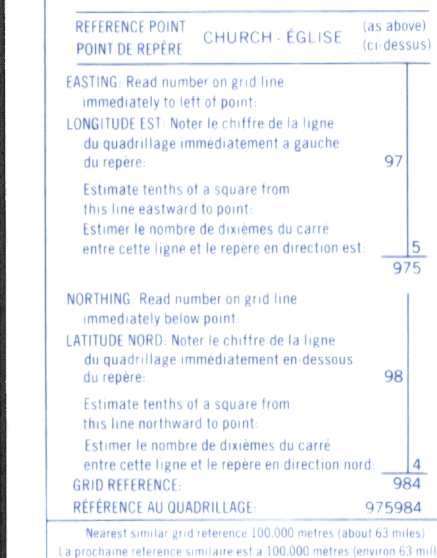 REFERENCE POINT
POINT DE REPÈRE
CHURCH - ÉGLISE
(as above)
(ci-dessus)
EASTING: Read number on grid line
immediately to left of point:
LONGITUDE EST: Noter le chiffre de la ligne
du quadrillage immédiatement a gauche
du repère: 97
Estimate tenths of a square from
this line eastward to point:
Estimer le nombre de dixièmes du carré
entre cette ligne et le repère en direction est: 5
975
NORTHING: Read number on grid line
immediately below point:
LATITUDE NORD: Noter le chiffre de la ligne
du quadrillage immédiatement en-dessous
du repère: 98
Estimate tenths of a square from
this line northward to point:
Estimer le nombre de dixièmes du carré
entre cette ligne et le repère en direction nord. 4
GRID REFERENCE: 984
RÉFÉRENCE AU QUADRILLAGE: 975984
Nearest similar grid reference 100,000 metres (about 63 miles)
La prochaine reference similaire est a 100,000 metres (environ 63 mil